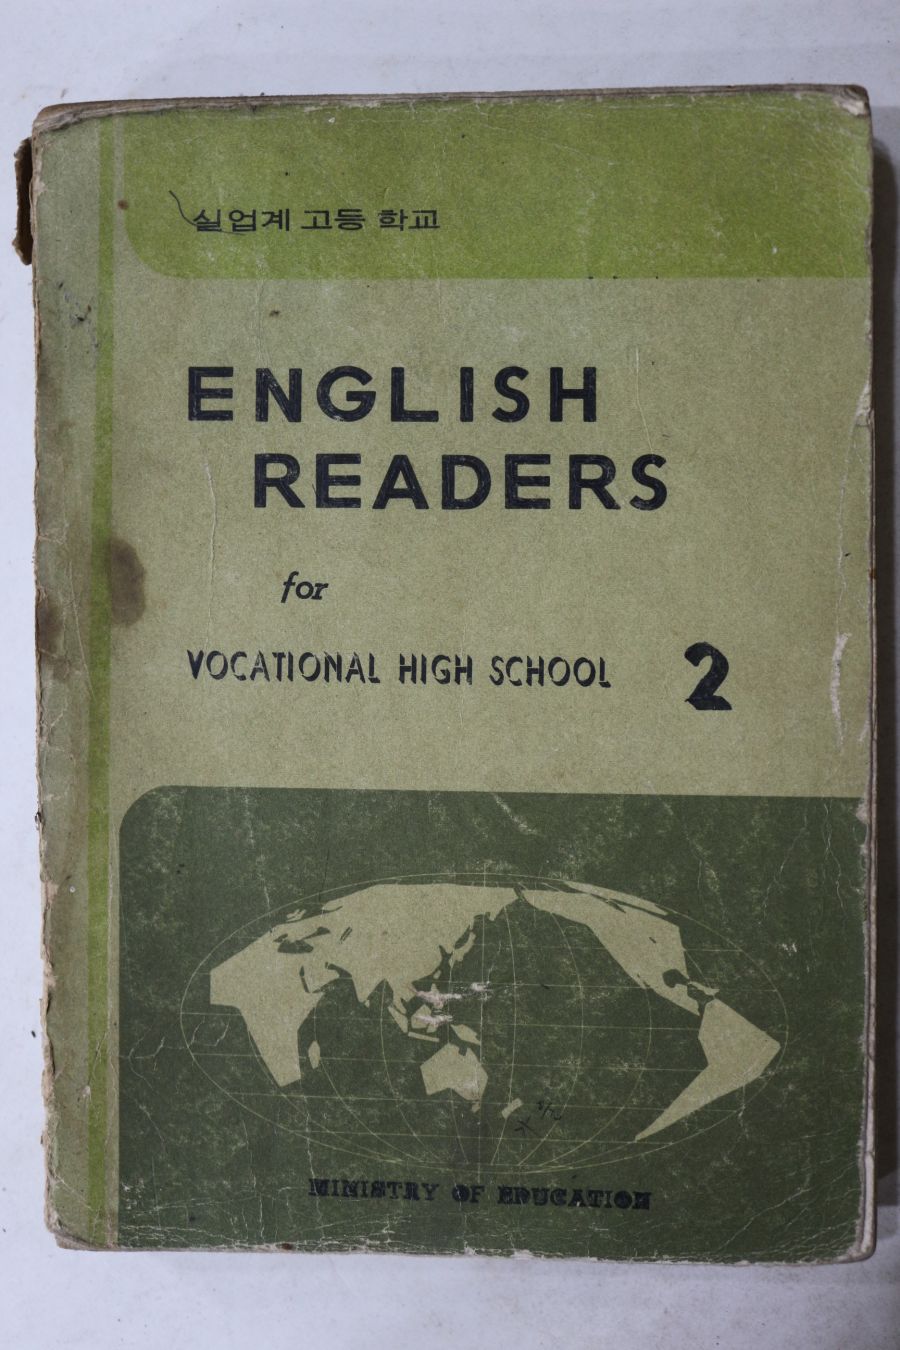 실업계 고등 학교
ENGLISH
READERS
for
VOCATIONAL HIGH SCHOOL 2
MINISTRY OF EDUCATION